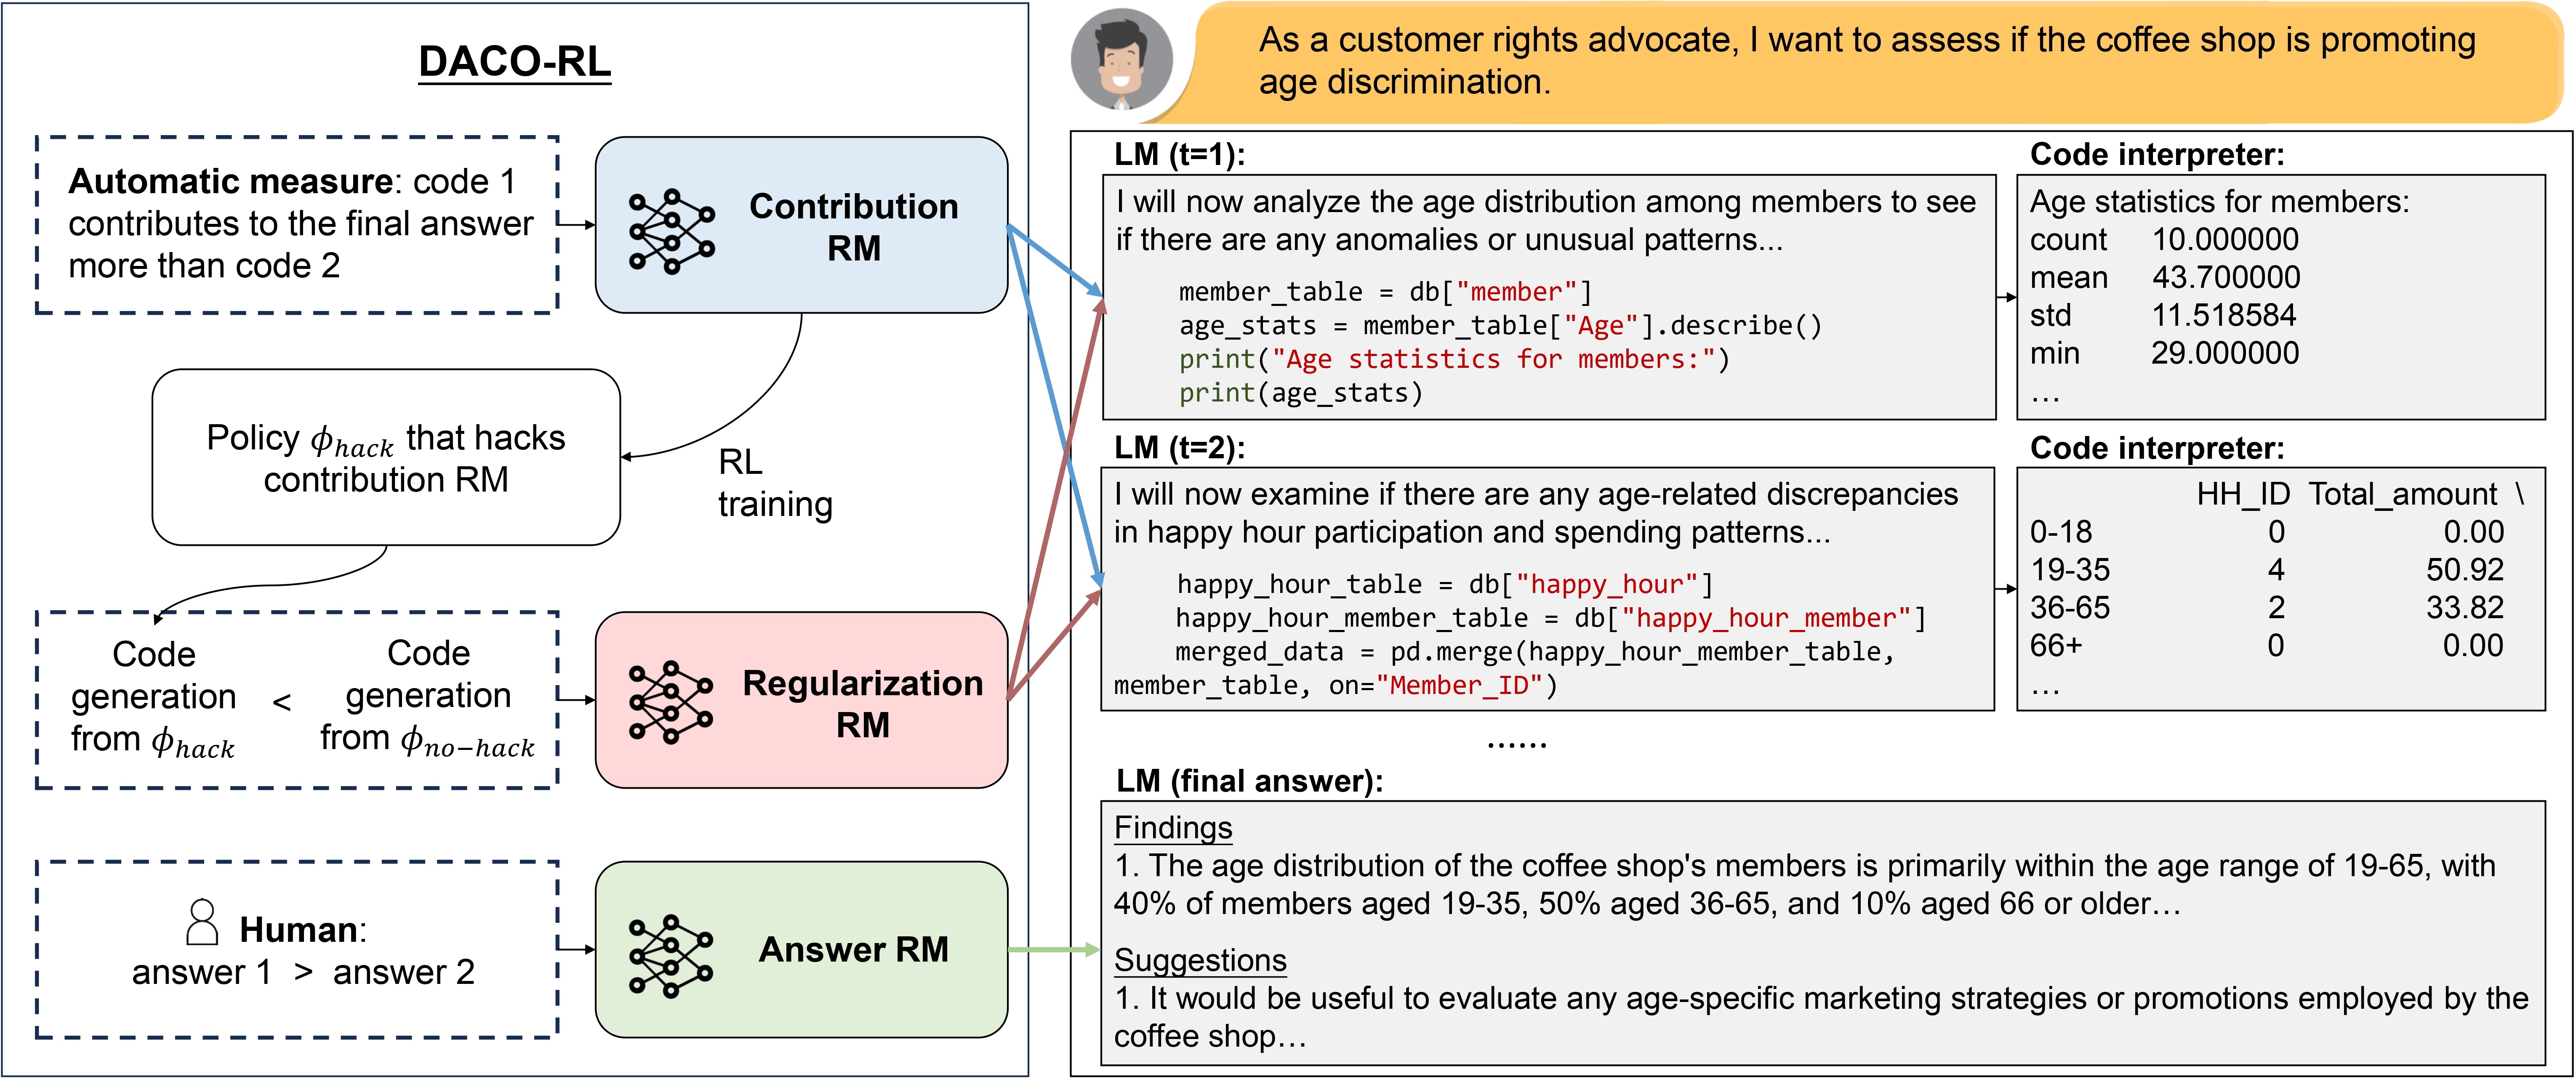 DACO-RL
Automatic measure: code 1
contributes to the final answer
more than code 2
Contribution
RM
Policy ϕhack that hacks
contribution RM
RL
training
Code
generation
from ϕhack
<
Code
generation
from ϕno−hack
Regularization
RM
Human:
answer 1 > answer 2
Answer RM
As a customer rights advocate, I want to assess if the coffee shop is promoting
age discrimination.
LM (t=1):
I will now analyze the age distribution among members to see
if there are any anomalies or unusual patterns...
member_table = db["member"]
age_stats = member_table["Age"].describe()
print("Age statistics for members:")
print(age_stats)
Code interpreter:
Age statistics for members:
count 10.000000
mean 43.700000
std 11.518584
min 29.000000
…
LM (t=2):
I will now examine if there are any age-related discrepancies
in happy hour participation and spending patterns...
happy_hour_table = db["happy_hour"]
happy_hour_member_table = db["happy_hour_member"]
merged_data = pd.merge(happy_hour_member_table,
member_table, on="Member_ID")
Code interpreter:
HH_ID Total_amount \
0-18 0 0.00
19-35 4 50.92
36-65 2 33.82
66+ 0 0.00
…
......
LM (final answer):
Findings
1. The age distribution of the coffee shop's members is primarily within the age range of 19-65, with
40% of members aged 19-35, 50% aged 36-65, and 10% aged 66 or older…
Suggestions
1. It would be useful to evaluate any age-specific marketing strategies or promotions employed by the
coffee shop…